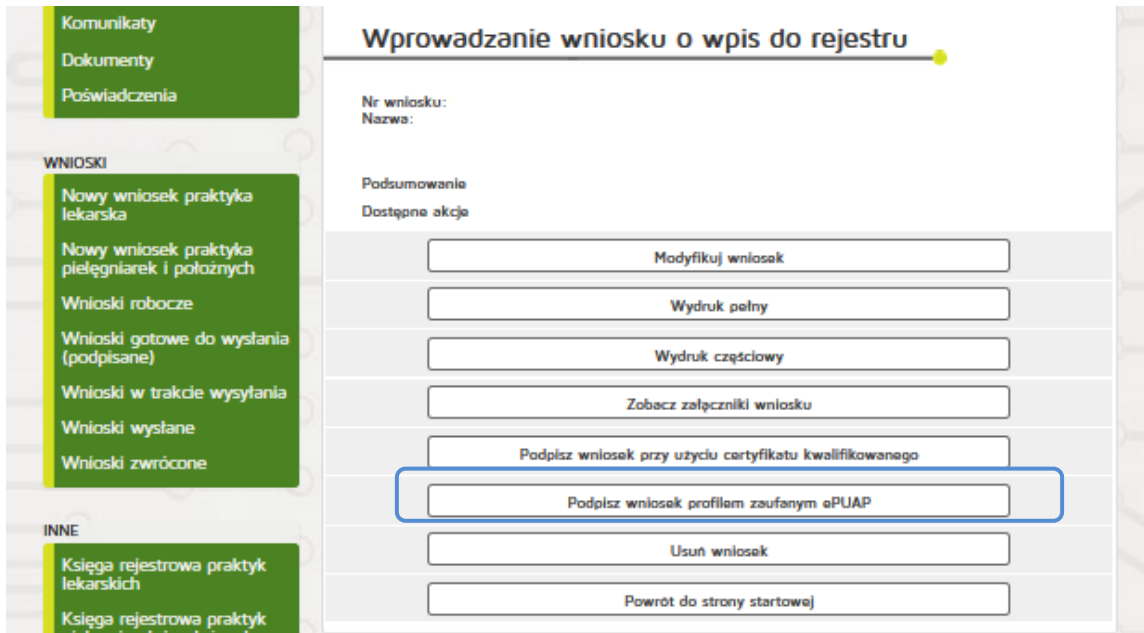 Komunikaty
Dokumenty
Poświadczenia
WNIOSKI
Nowy wniosek praktyka
lekarska
Nowy wniosek praktyka
pielęgniarek i położnych
Wnioski robocze
Wnioski gotowe do wysłania
(podpisane)
Wnioski w trakcie wysyłania
Wnioski wysłane
Wnioski zwrócone
INNE
Księga rejestrowa praktyk
lekarskich
Księga rejestrowa praktyk
Wprowadzanie wniosku o wpis do rejestru
Nr wniosku:
Nazwa:
Podsumowanie
Dostępne akcje
Modyfikuj wniosek
Wydruk pełny
Wydruk częściowy
Zobacz załączniki wniosku
Podpisz wniosek przy użyciu certyfikatu kwalifikowanego
Podpisz wniosek profilem zaufanym ePUAP
Usuń wniosek
Powrót do strony startowej